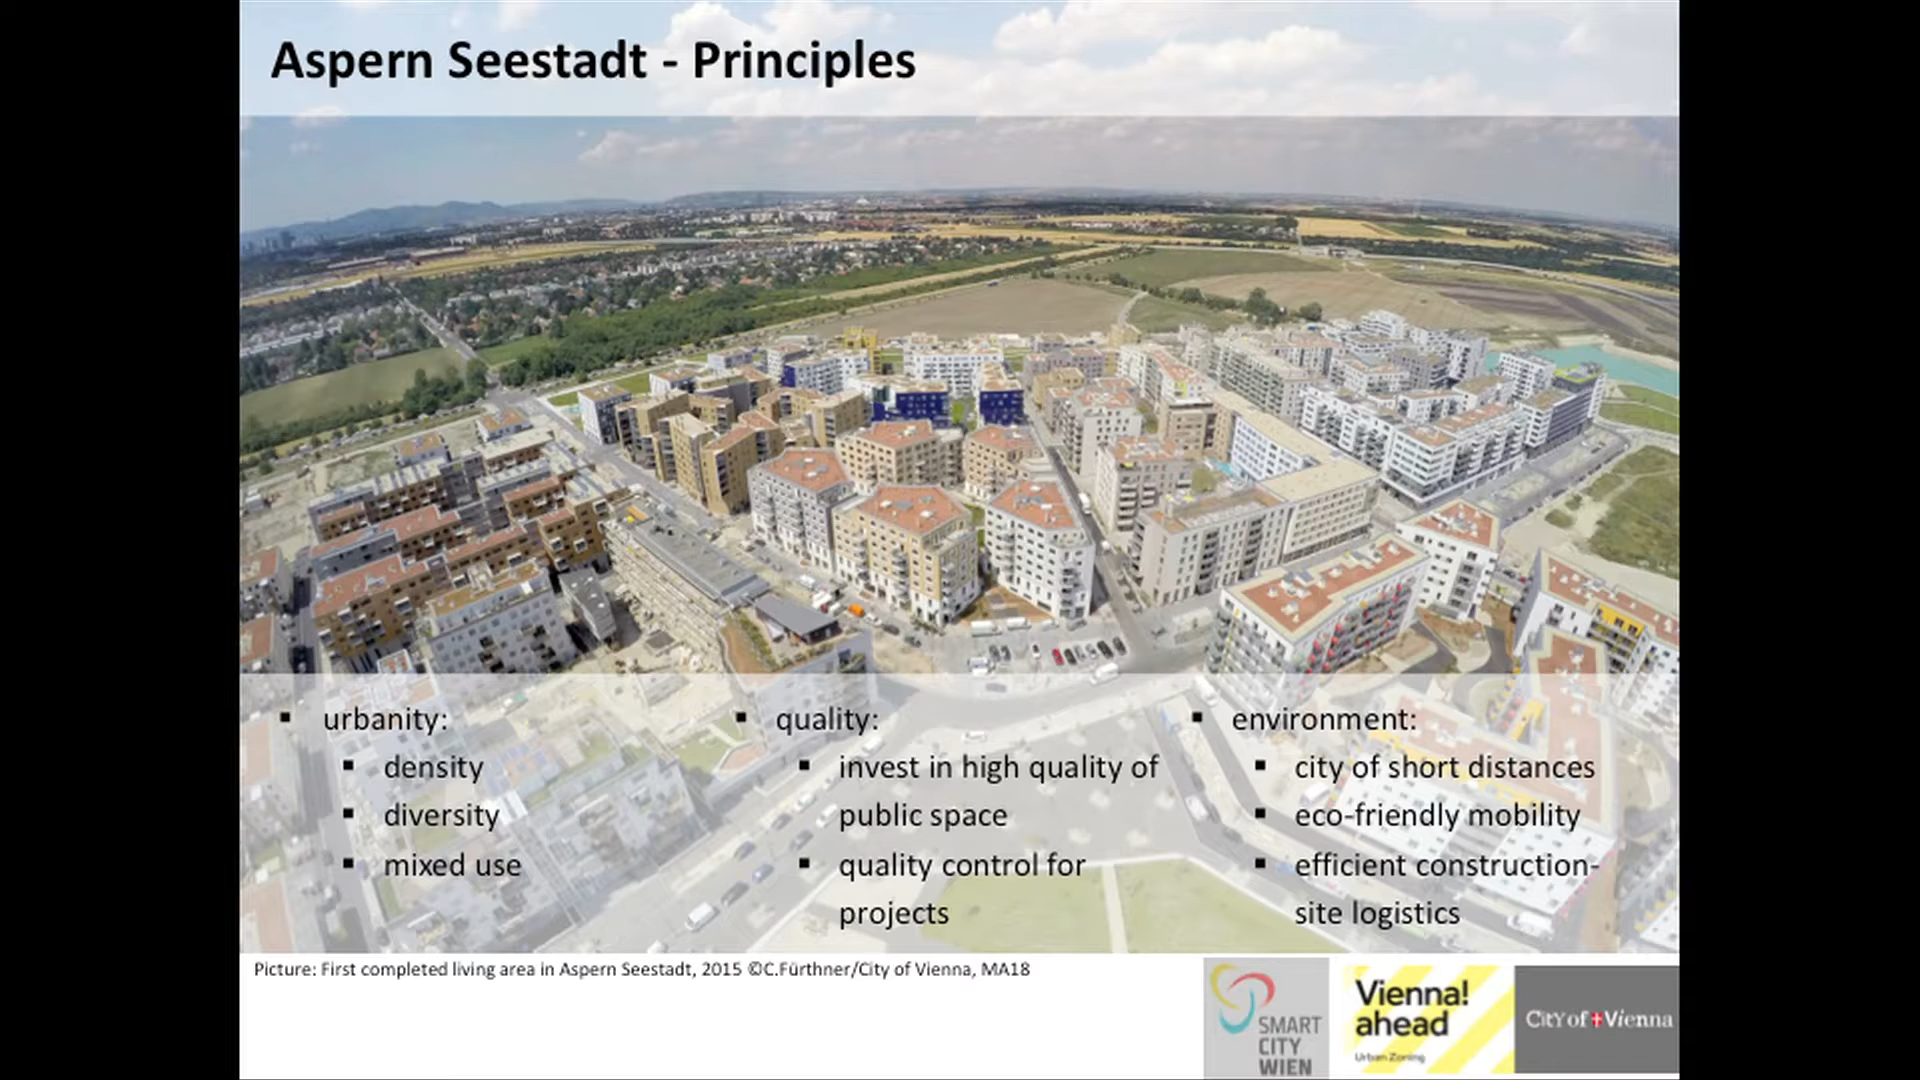 Aspern Seestadt - Principles
▪ urbanity:
▪ density
▪ diversity
▪ mixed use
▪ quality:
▪ invest in high quality of
public space
▪ quality control for
projects
▪ environment:
▪ city of short distances
▪ eco-friendly mobility
▪ efficient construction-
site logistics
Picture: First completed living area in Aspern Seestadt, 2015 ©C.Fürthner/City of Vienna, MA18
SMART
CITY
WIEN
Vienna!
ahead
Urban Zoning
City of Vienna